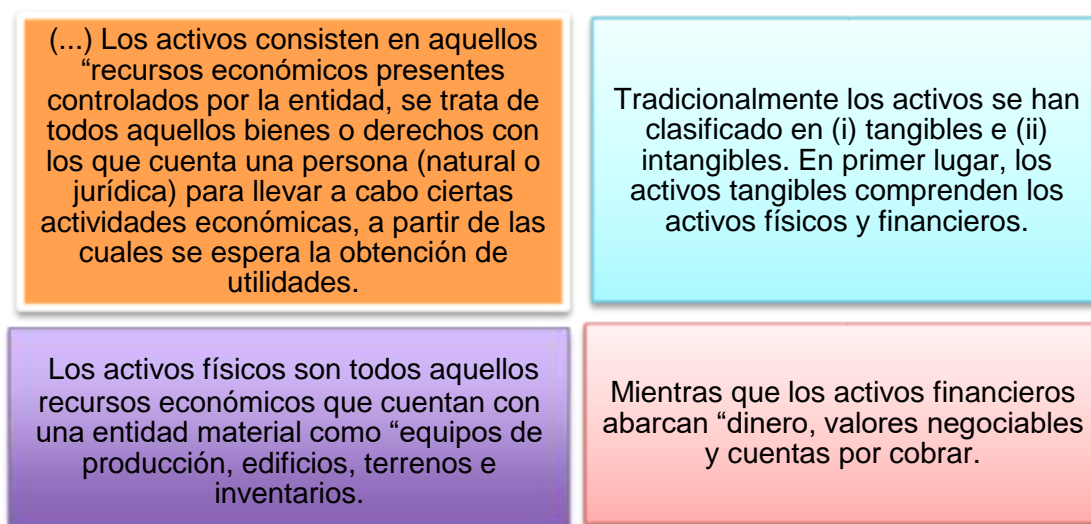 (...) Los activos consisten en aquellos
“recursos económicos presentes
controlados por la entidad, se trata de
todos aquellos bienes o derechos con
los que cuenta una persona (natural o
jurídica) para llevar a cabo ciertas
actividades económicas, a partir de las
cuales se espera la obtención de
utilidades.
Tradicionalmente los activos se han
clasificado en (i) tangibles e (ii)
intangibles. En primer lugar, los
activos tangibles comprenden los
activos físicos y financieros.
Los activos físicos son todos aquellos
recursos económicos que cuentan con
una entidad material como “equipos de
producción, edificios, terrenos e
inventarios.
Mientras que los activos financieros
abarcan “dinero, valores negociables
y cuentas por cobrar.